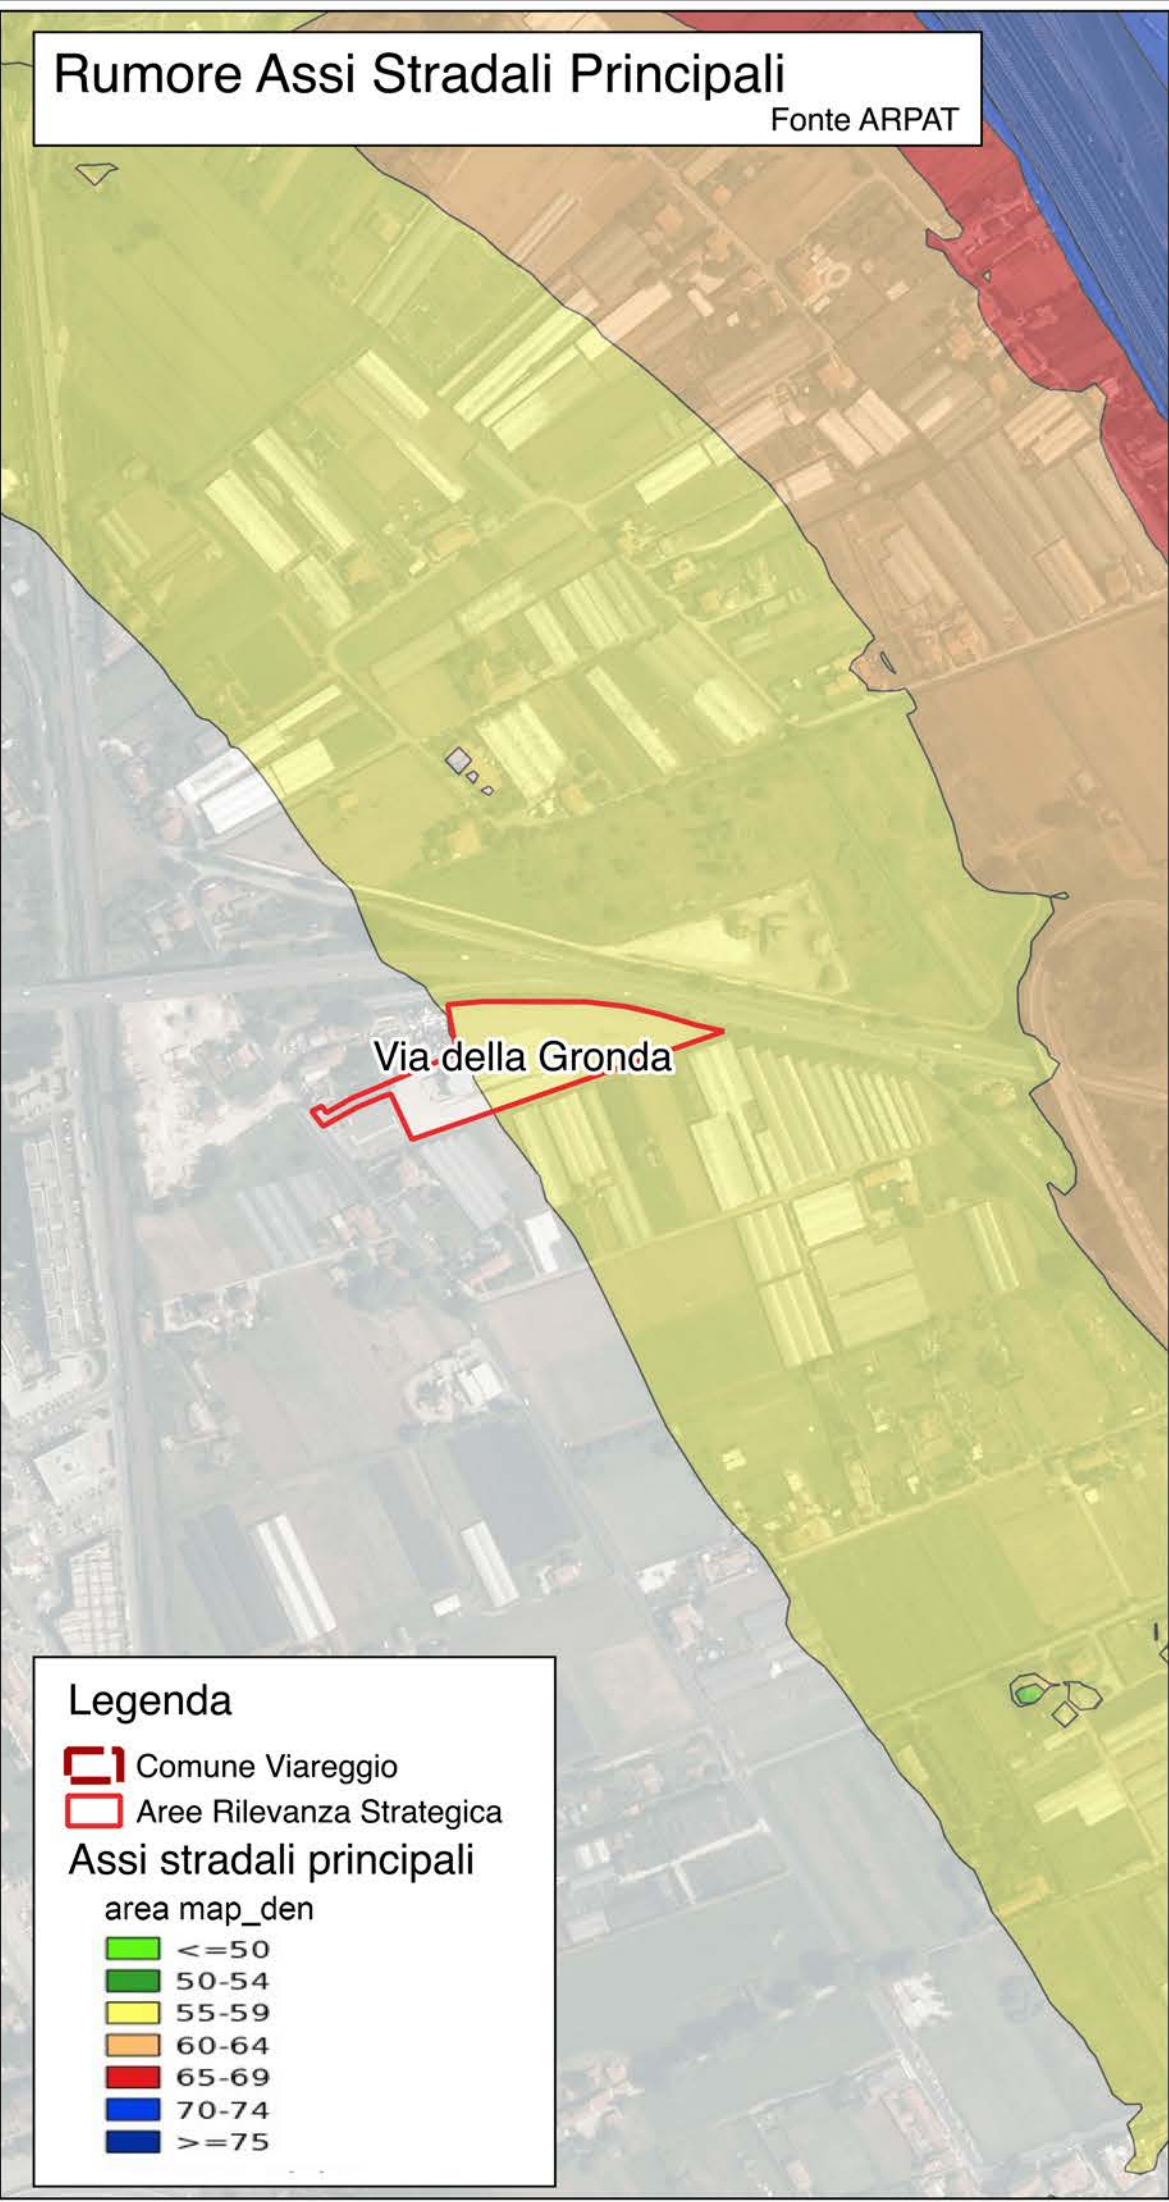 Rumore Assi Stradali Principali
Fonte ARPAT
Via della Gronda
Legenda
Comune Viareggio
Aree Rilevanza Strategica
Assi stradali principali
area map_den
<=50
50-54
55-59
60-64
65-69
70-74
>=75